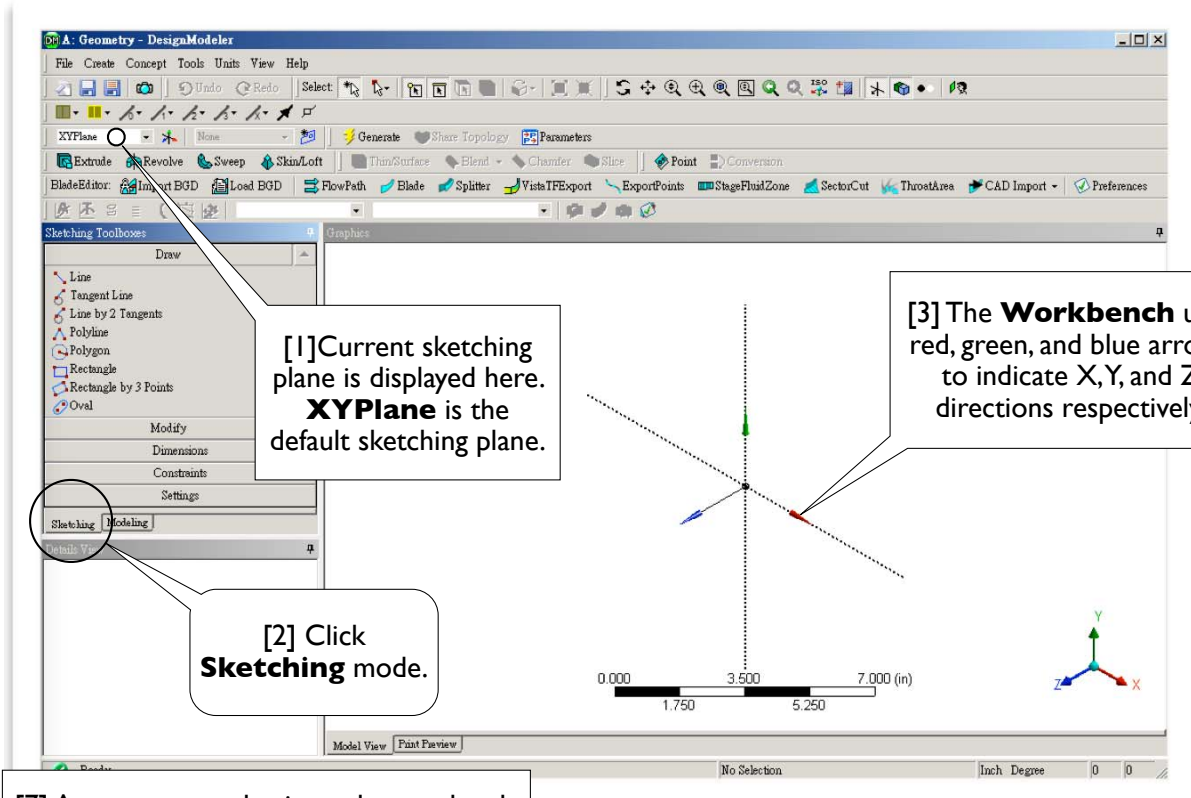 A: Geometry - DesignModeler
File Create Concept Tools Units View Help
Undo Redo Select:
XYPlane None Generate Share Topology Parameters
Extrude Revolve Sweep Skin/Loft Thin/Surface Blend Chamfer Slice Point Conversion
BladeEditor: Import BGD Load BGD FlowPath Blade Splitter VistaTFExport ExportPoints StageFluidZone SectorCut ThroatArea CAD Import Preferences
Sketching Toolboxes
Graphics
Draw
Line
Tangent Line
Line by 2 Tangents
Polyline
Polygon
Rectangle
Rectangle by 3 Points
Oval
Modify
Dimensions
Constraints
Settings
Sketching Modeling
Details View
[1]Current sketching
plane is displayed here.
XYPlane is the
default sketching plane.
[3] The Workbench u
red, green, and blue arro
to indicate X, Y, and Z
directions respectively
[2] Click
Sketching mode.
0.000 3.500 7.000 (in)
1.750 5.250
Y
Z X
Model View Print Preview
Ready No Selection Inch Degree 0 0